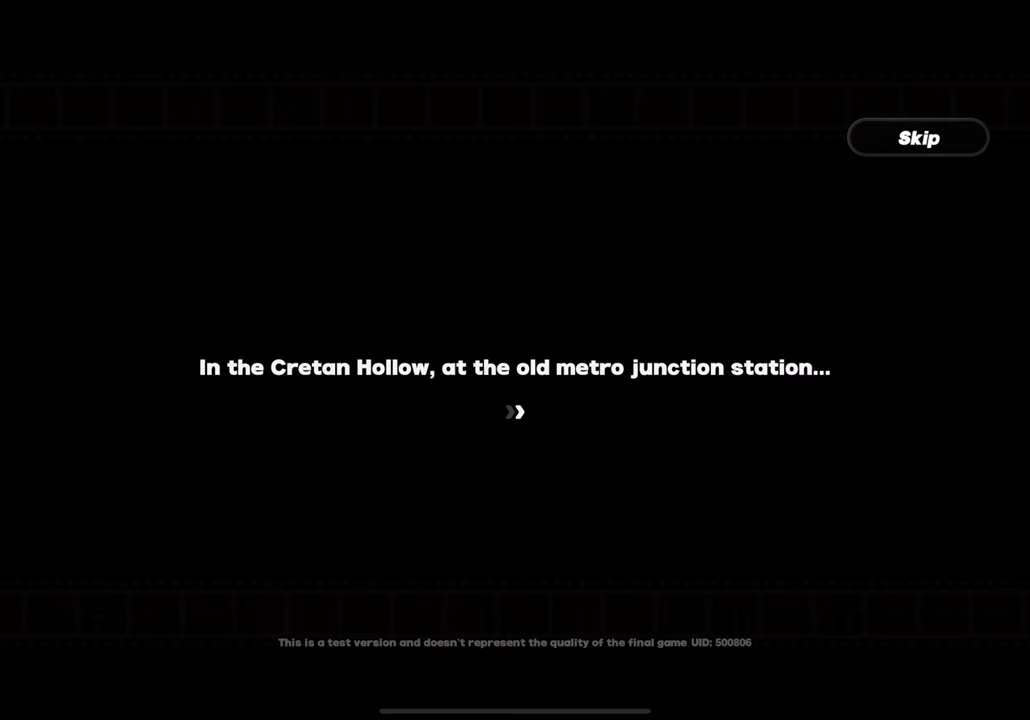 Skip
In the Cretan Hollow, at the old metro junction station...
This is a test version and doesn't represent the quality of the final game UID: 500806